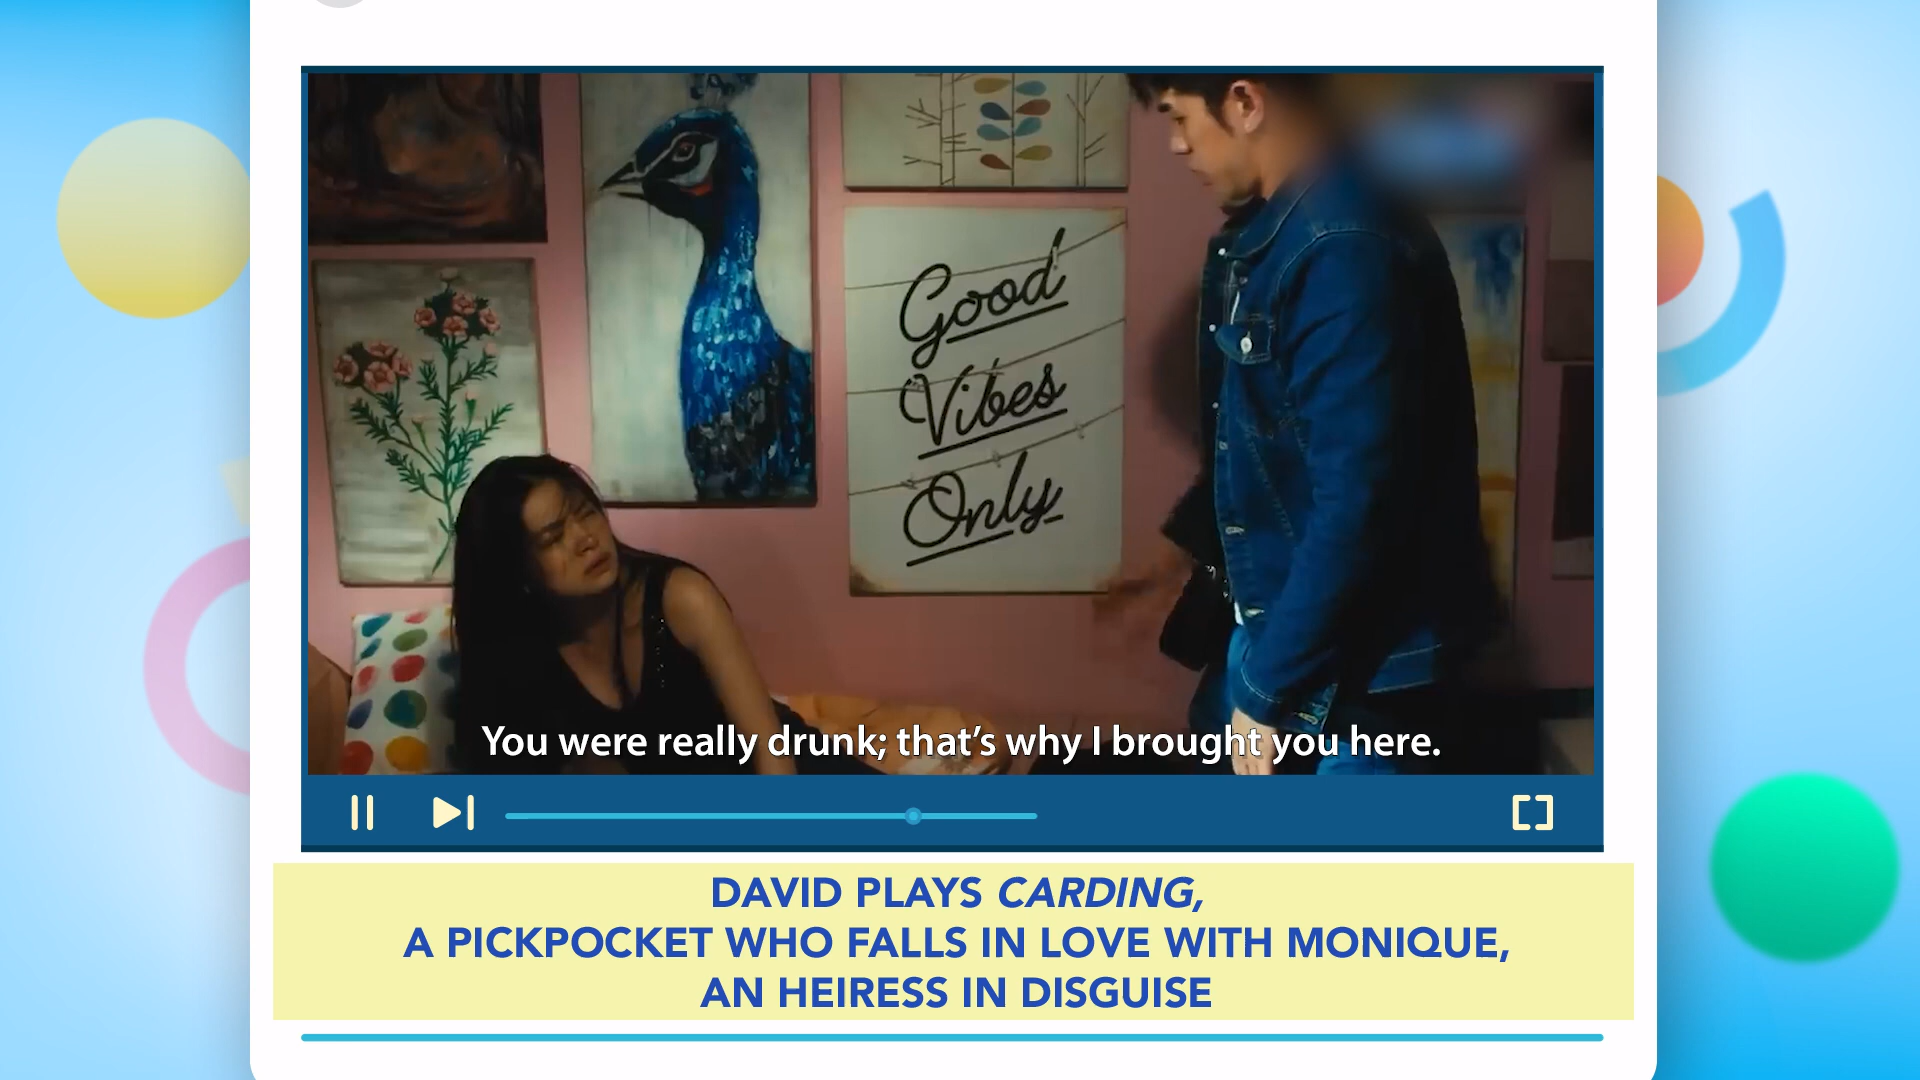 Good
Vibes
Only
You were really drunk; that's why I brought you here.
DAVID PLAYS CARDING,
A PICKPOCKET WHO FALLS IN LOVE WITH MONIQUE,
AN HEIRESS IN DISGUISE